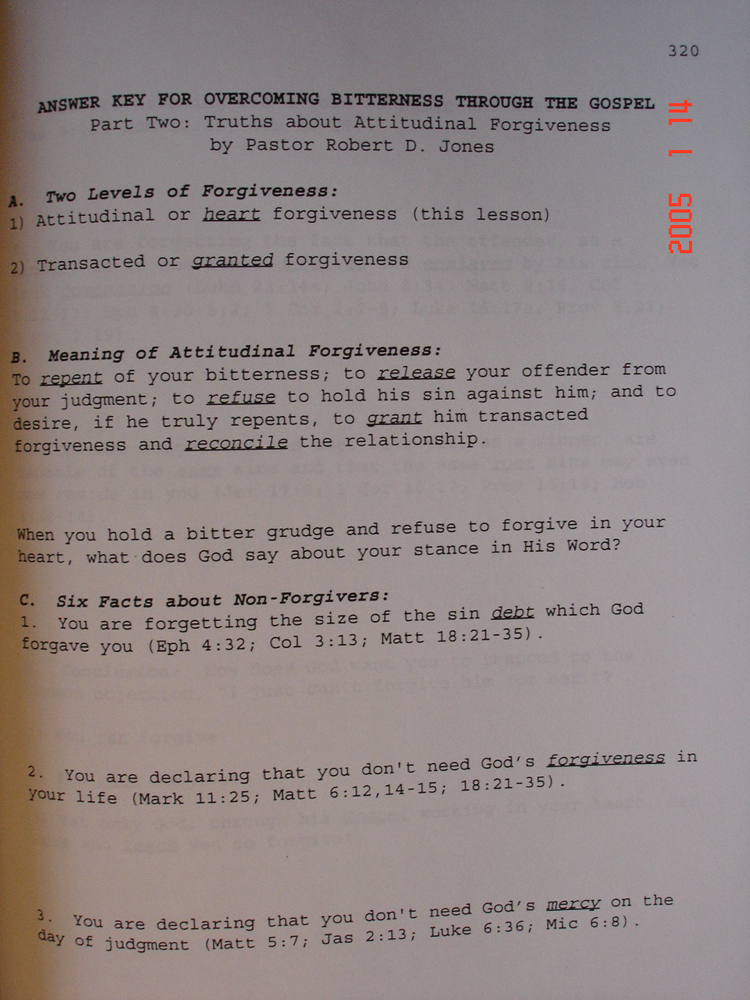 320
ANSWER KEY FOR OVERCOMING BITTERNESS THROUGH THE GOSPEL
Part Two: Truths about Attitudinal Forgiveness
by Pastor Robert D. Jones
A. Two Levels of Forgiveness:
1) Attitudinal or heart forgiveness (this lesson)
2) Transacted or granted forgiveness
B. Meaning of Attitudinal Forgiveness:
To repent of your bitterness; to release your offender from
your judgment; to refuse to hold his sin against him; and to
desire, if he truly repents, to grant him transacted
forgiveness and reconcile the relationship.
When you hold a bitter grudge and refuse to forgive in your
heart, what does God say about your stance in His Word?
C. Six Facts about Non-Forgivers:
1. You are forgetting the size of the sin debt which God
forgave you (Eph 4:32; Col 3:13; Matt 18:21-35).
2. You are declaring that you don't need God's forgiveness in
your life (Mark 11:25; Matt 6:12,14-15; 18:21-35).
3. You are declaring that you don't need God's mercy on the
day of judgment (Matt 5:7; Jas 2:13; Luke 6:36; Mic 6:8).
2005 1 14